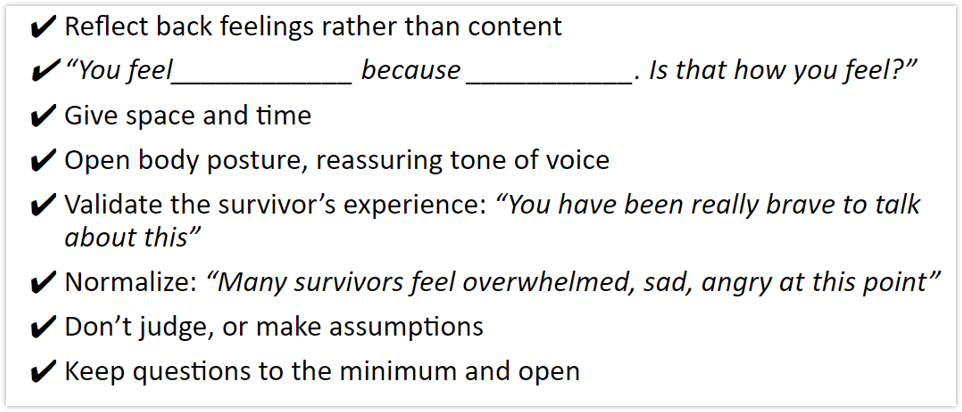 ✔ Reflect back feelings rather than content
✔ “You feel____________ because ___________. Is that how you feel?”
✔ Give space and time
✔ Open body posture, reassuring tone of voice
✔ Validate the survivor’s experience: “You have been really brave to talk
about this”
✔ Normalize: “Many survivors feel overwhelmed, sad, angry at this point”
✔ Don’t judge, or make assumptions
✔ Keep questions to the minimum and open